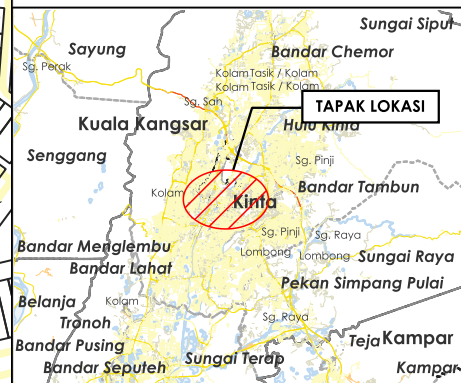 Sungai Siput
Sayung
Bandar Chemor
Sg. Perak
Kolam Tasik / Kolam
Kolam Tasik / Kolam
Sg. Sah
TAPAK LOKASI
Kuala Kangsar
Hulu Kinta
Senggang
Sg. Pinji
Kolam
Bandar Tambun
Kinta
Sg. Pinji
Sg. Raya
Bandar Menglembu
Lombong
Lombong
Sungai Raya
Bandar Lahat
Pekan Simpang Pulai
Belanja
Kolam
Tronoh
Sg. Raya
Teja
Kampar
Bandar Pusing
Sungai Terap
Bandar Seputeh
Kampar